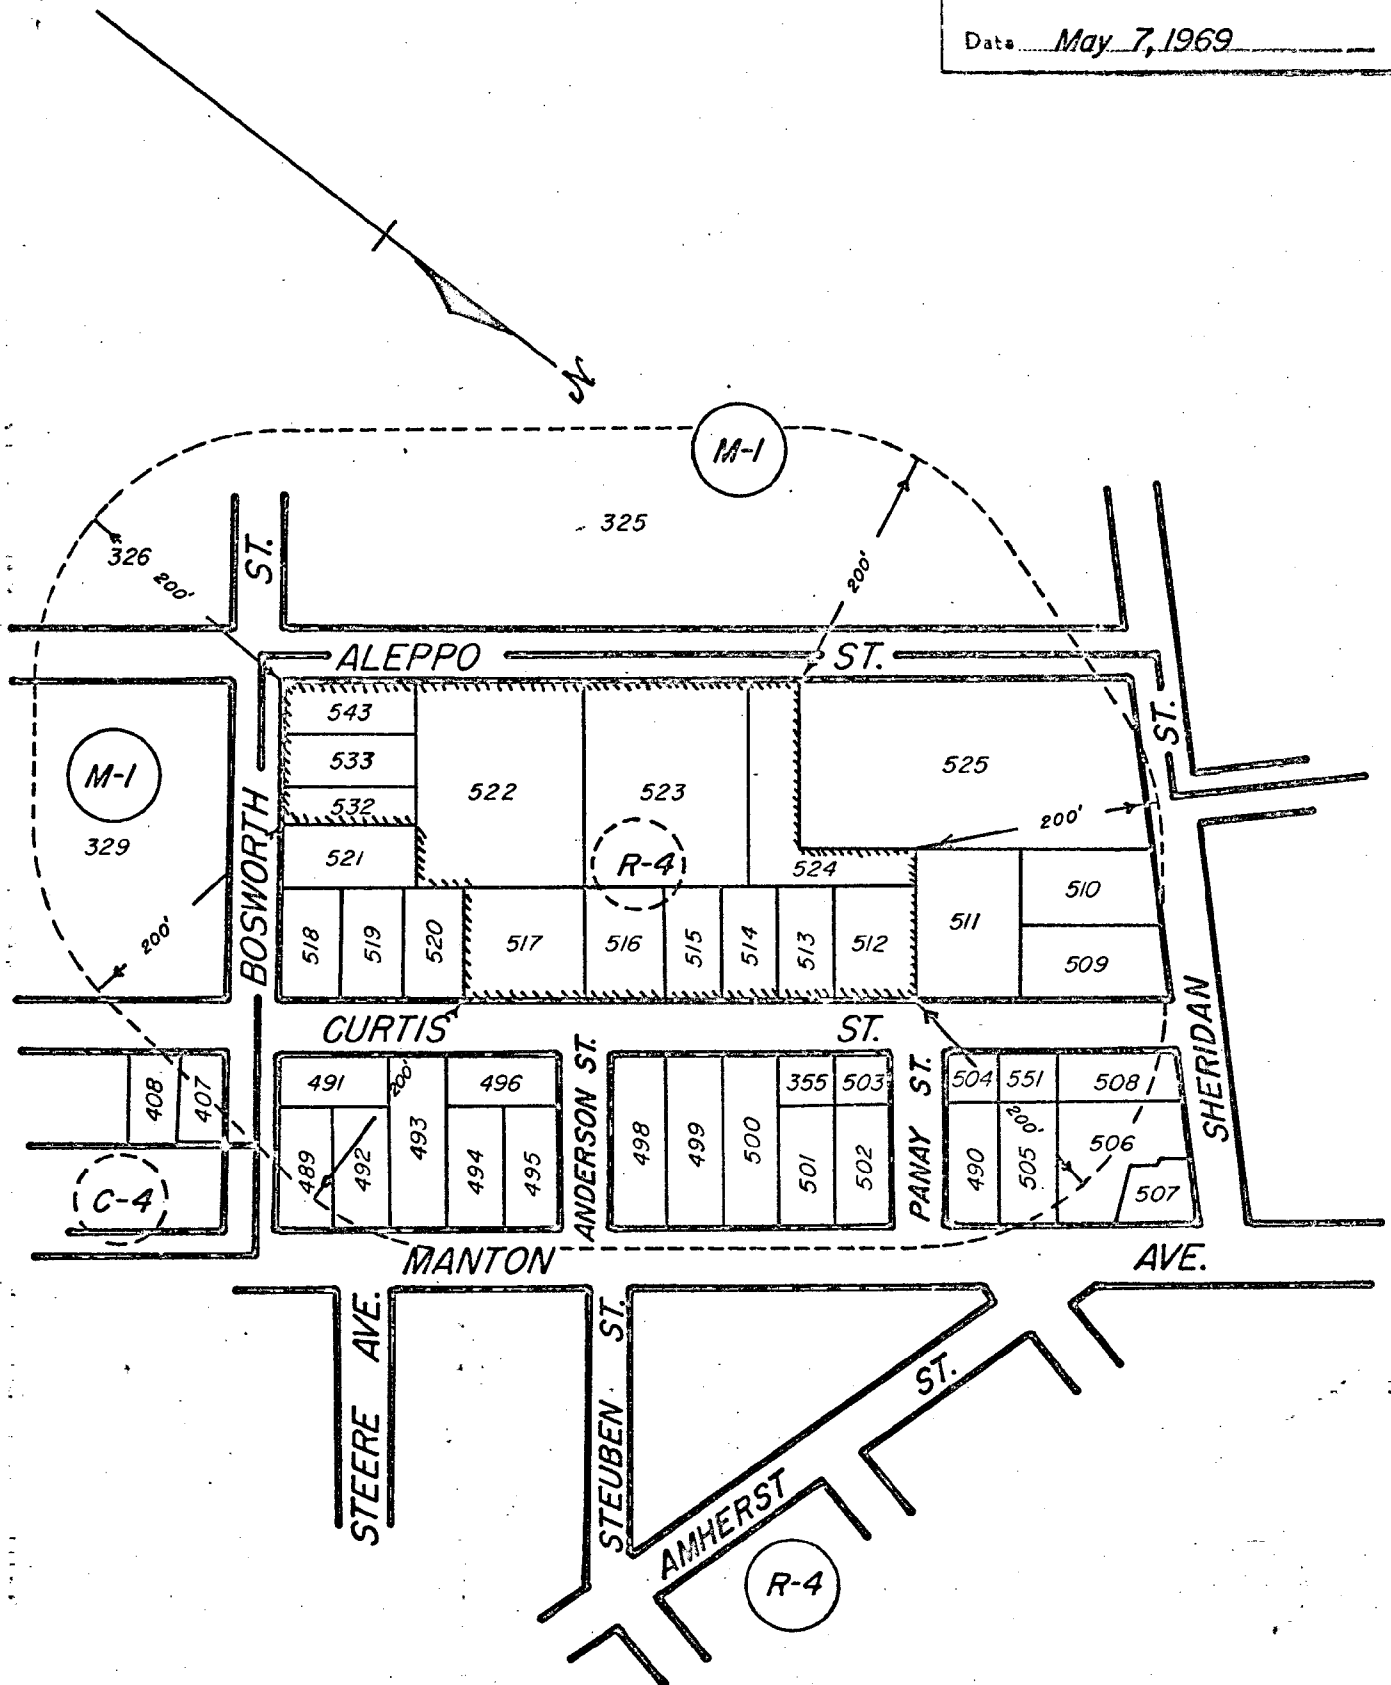 Date May 7, 1969
N
M-1
325
326
200'
200'
ST.
ALEPPO ST.
543
533
532
522
523
525
ST.
M-1
329
200'
BOSWORTH
521
R-4
524
200'
510
511
509
518
519
520
517
516
515
514
513
512
CURTIS ST.
SHERIDAN
408
407
491
200'
496
ANDERSON ST.
355
503
PANAY ST.
504
551
508
489
492
493
494
495
498
499
500
501
502
490
505
200'
506
507
C-4
MANTON AVE.
STEERE AVE.
STEUBEN ST.
AMHERST ST.
R-4